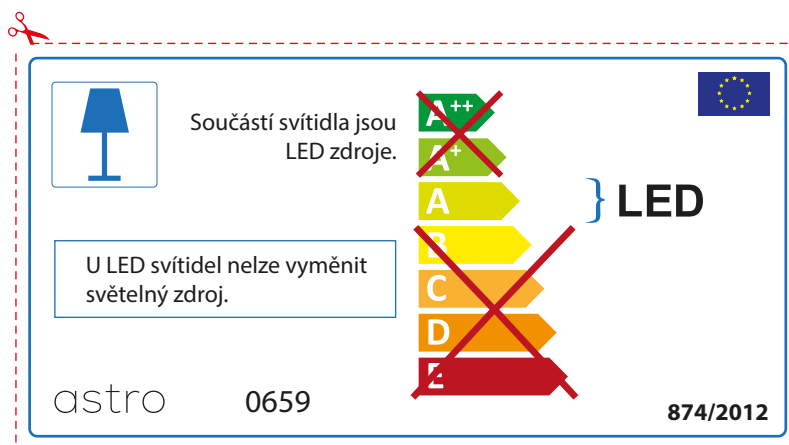 Součástí svítidla jsou
LED zdroje.
A++
A+
A
B
C
D
E
LED
U LED svítidel nelze vyměnit
světelný zdroj.
astro
0659
874/2012